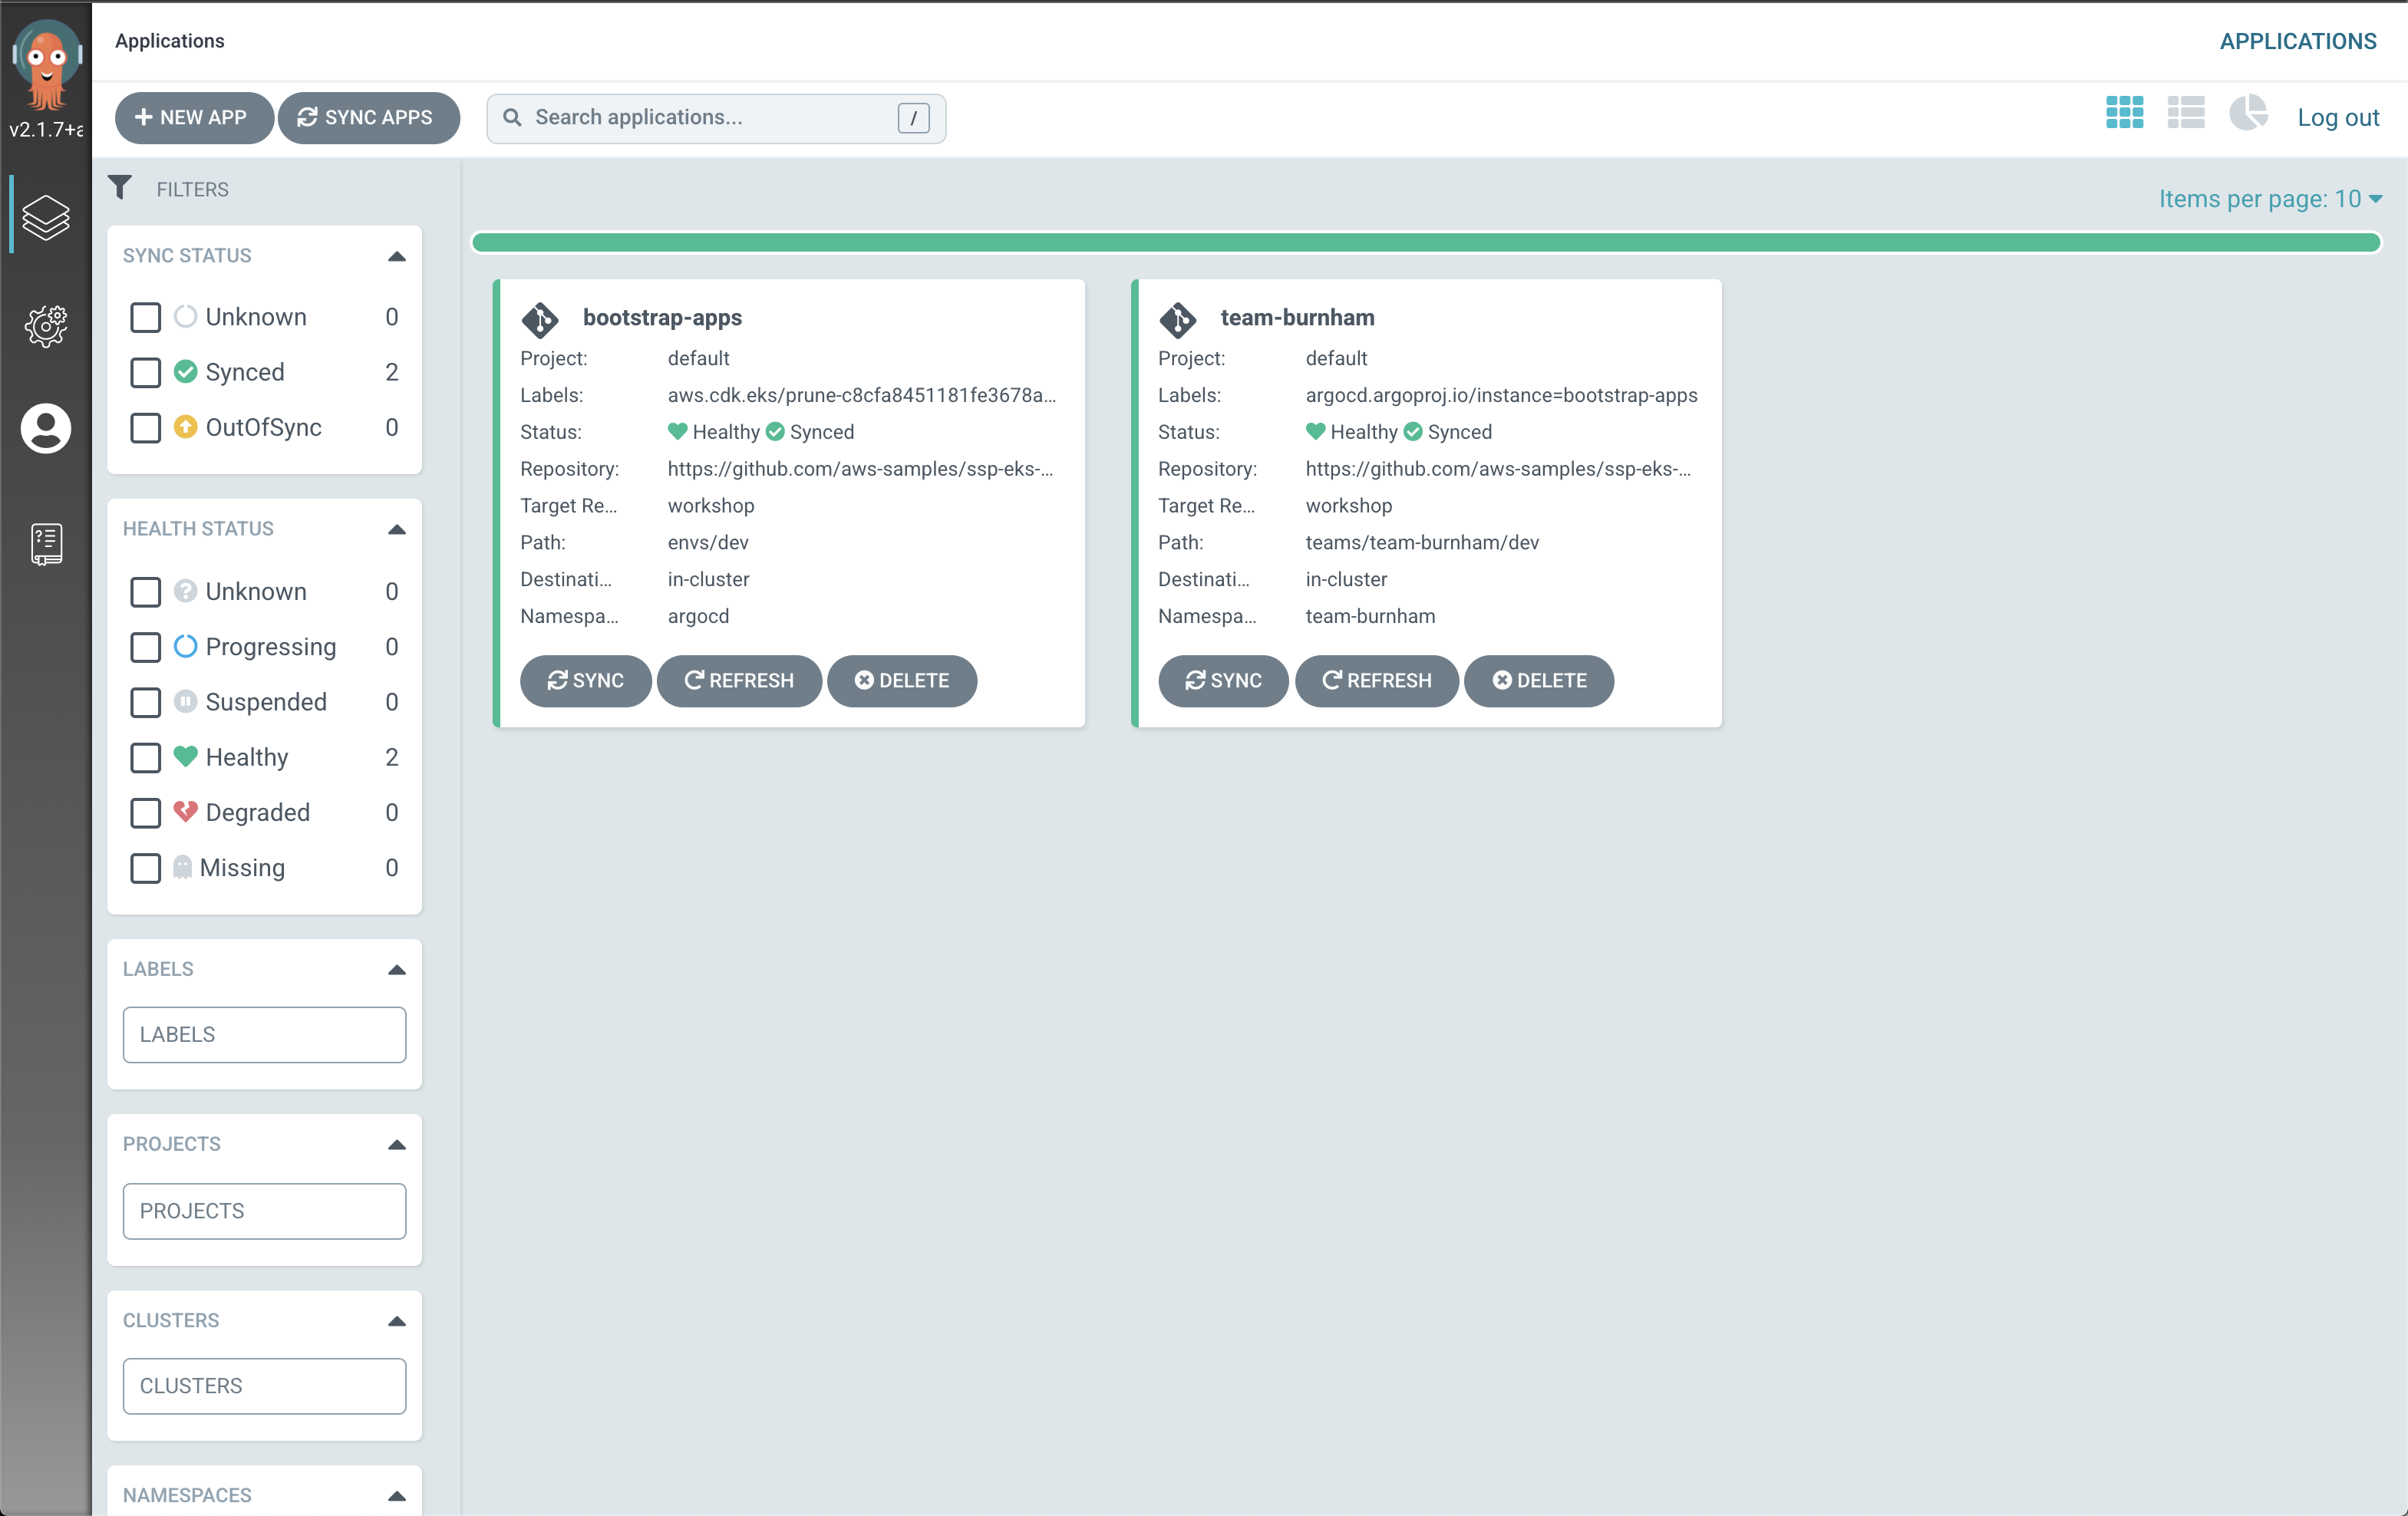 Applications
APPLICATIONS
v2.1.7+a
NEW APP
SYNC APPS
Search applications...
/
Log out
FILTERS
Items per page: 10
SYNC STATUS
Unknown 0
Synced 2
OutOfSync 0
HEALTH STATUS
Unknown 0
Progressing 0
Suspended 0
Healthy 2
Degraded 0
Missing 0
LABELS
LABELS
PROJECTS
PROJECTS
CLUSTERS
CLUSTERS
NAMESPACES
bootstrap-apps
Project: default
Labels: aws.cdk.eks/prune-c8cfa8451181fe3678a...
Status: Healthy Synced
Repository: https://github.com/aws-samples/ssp-eks-...
Target Re... workshop
Path: envs/dev
Destinati... in-cluster
Namespa... argocd
SYNC REFRESH DELETE
team-burnham
Project: default
Labels: argocd.argoproj.io/instance=bootstrap-apps
Status: Healthy Synced
Repository: https://github.com/aws-samples/ssp-eks-...
Target Re... workshop
Path: teams/team-burnham/dev
Destinati... in-cluster
Namespa... team-burnham
SYNC REFRESH DELETE